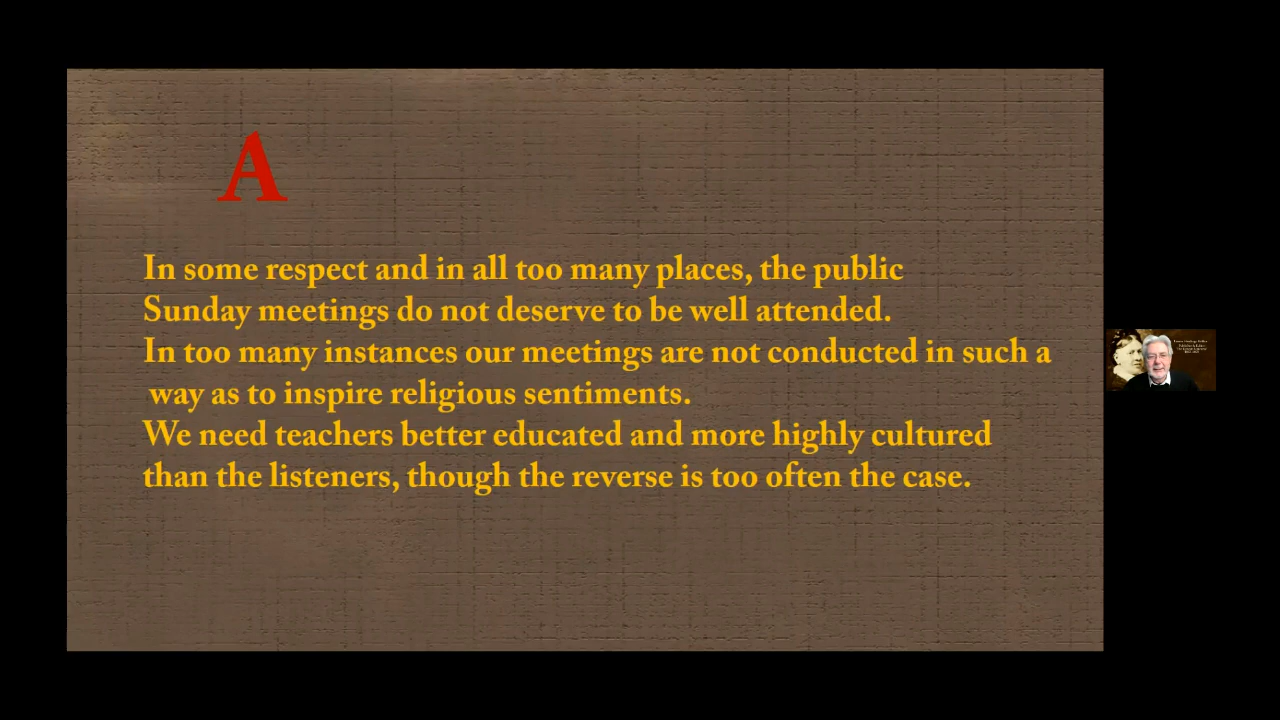 A
In some respect and in all too many places, the public
Sunday meetings do not deserve to be well attended.
In too many instances our meetings are not conducted in such a
way as to inspire religious sentiments.
We need teachers better educated and more highly cultured
than the listeners, though the reverse is too often the case.